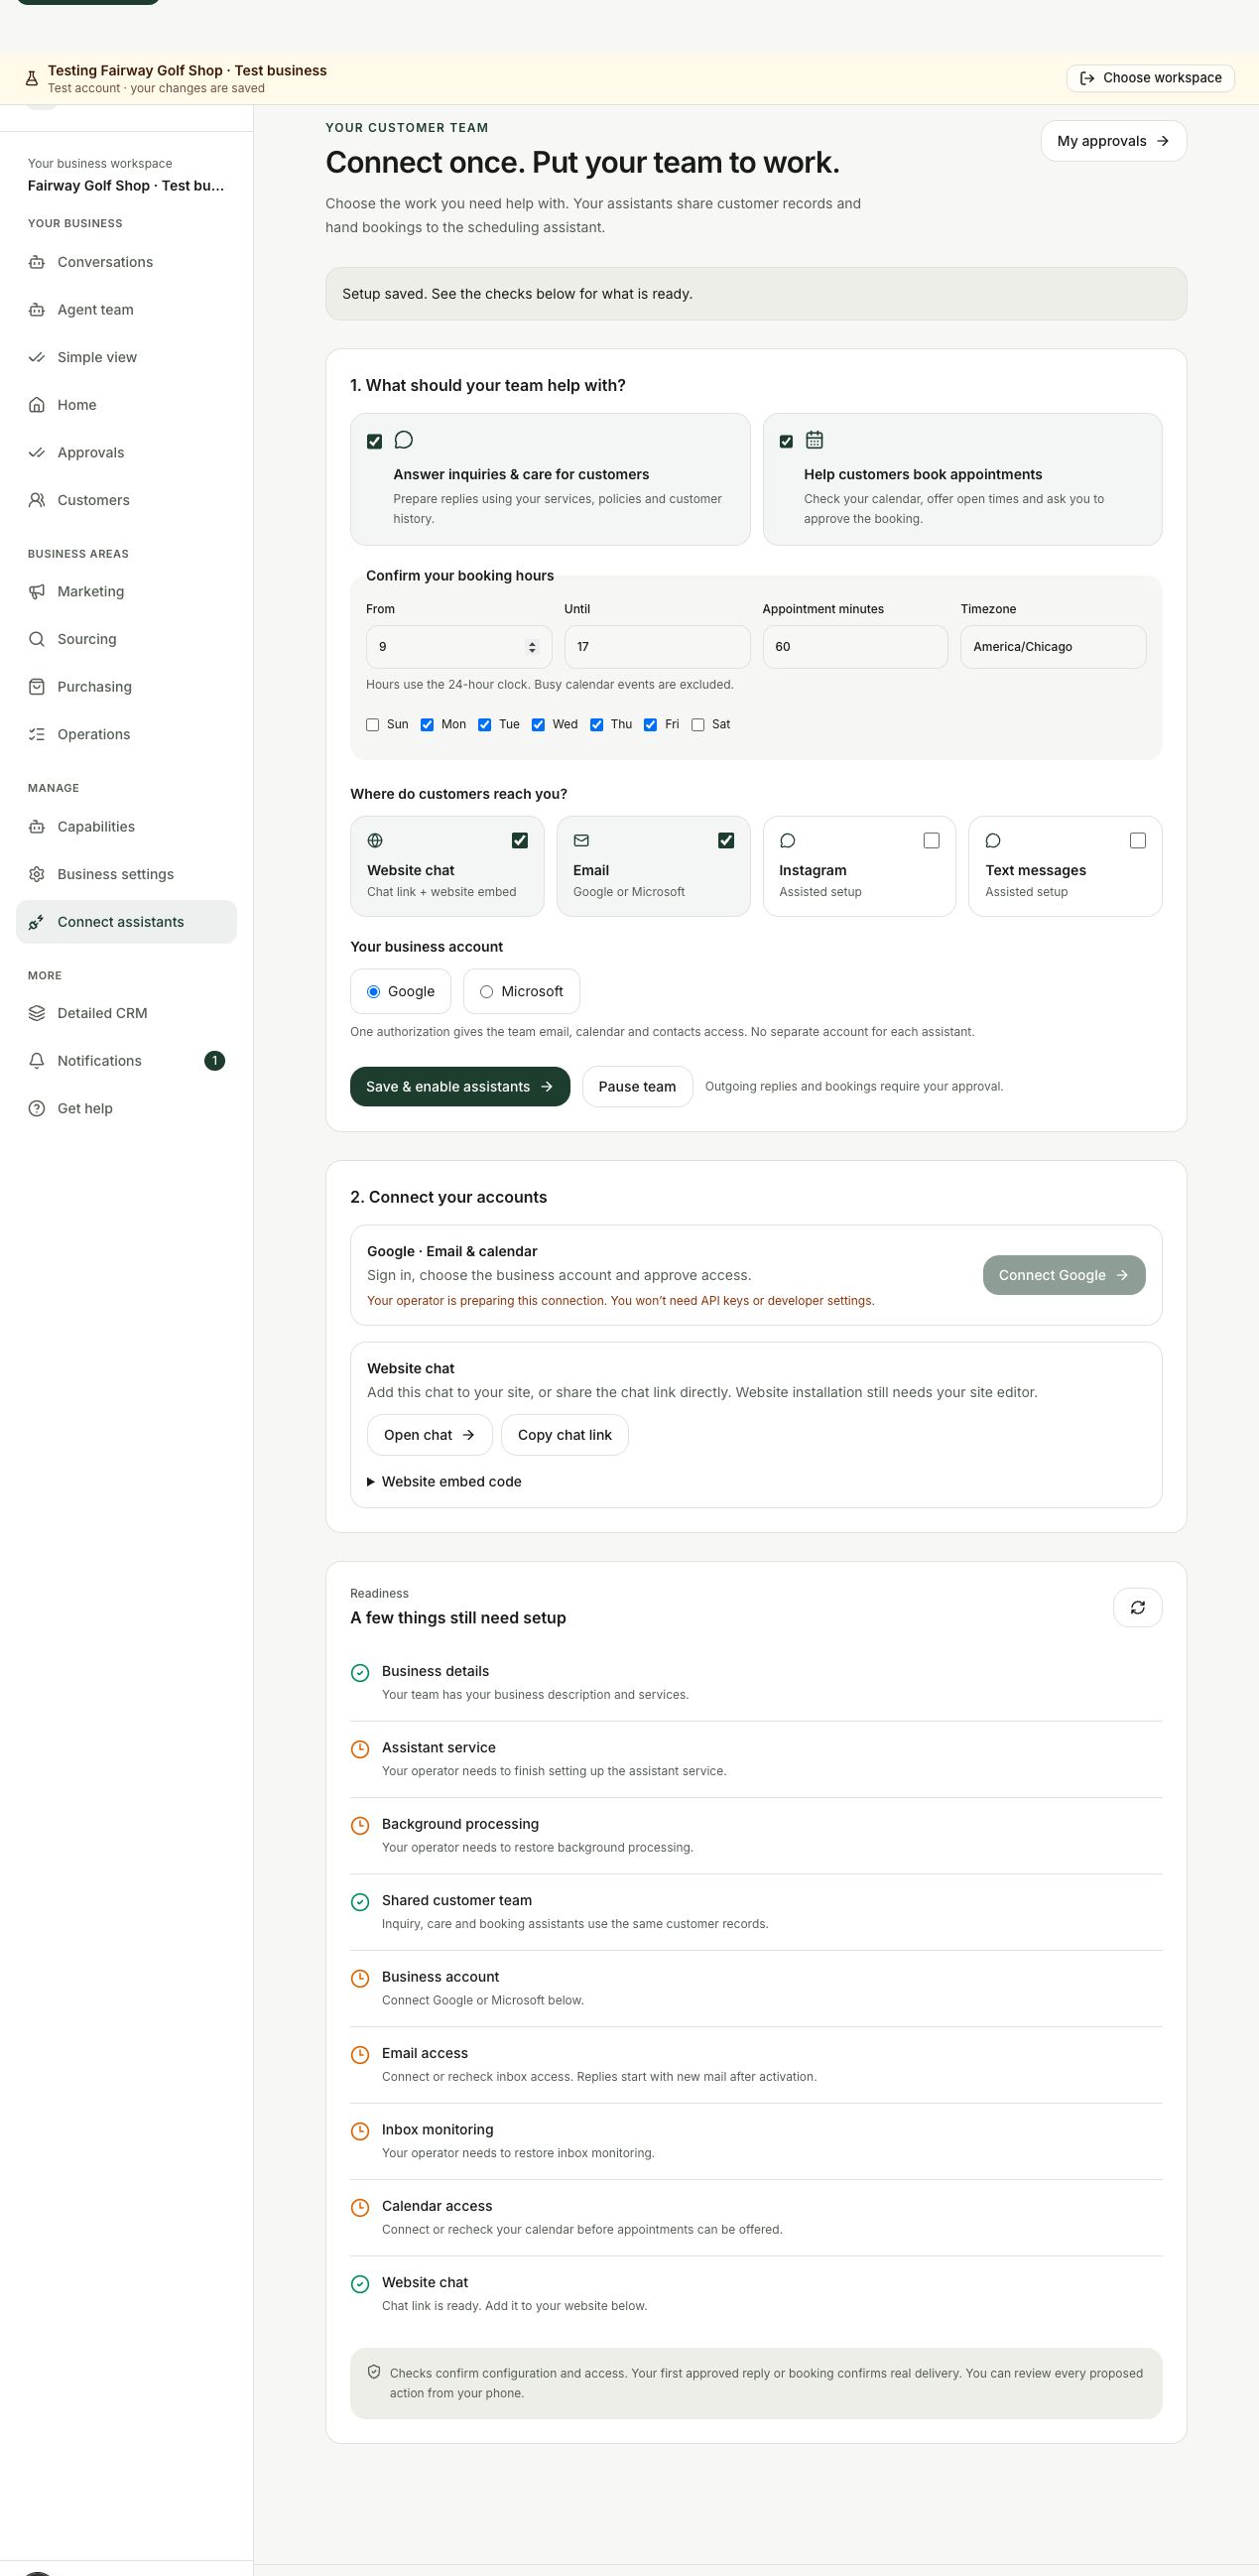 Testing Fairway Golf Shop · Test business
Test account · your changes are saved
Choose workspace
Your business workspace
Fairway Golf Shop · Test bu...
YOUR BUSINESS
Conversations
Agent team
Simple view
Home
Approvals
Customers
BUSINESS AREAS
Marketing
Sourcing
Purchasing
Operations
MANAGE
Capabilities
Business settings
Connect assistants
MORE
Detailed CRM
Notifications
1
Get help
YOUR CUSTOMER TEAM
Connect once. Put your team to work.
My approvals
Choose the work you need help with. Your assistants share customer records and
hand bookings to the scheduling assistant.
Setup saved. See the checks below for what is ready.
1. What should your team help with?
Answer inquiries & care for customers
Prepare replies using your services, policies and customer
history.
Help customers book appointments
Check your calendar, offer open times and ask you to
approve the booking.
Confirm your booking hours
From
Until
Appointment minutes
Timezone
9
17
60
America/Chicago
Hours use the 24-hour clock. Busy calendar events are excluded.
Sun Mon Tue Wed Thu Fri Sat
Where do customers reach you?
Website chat
Chat link + website embed
Email
Google or Microsoft
Instagram
Assisted setup
Text messages
Assisted setup
Your business account
Google
Microsoft
One authorization gives the team email, calendar and contacts access. No separate account for each assistant.
Save & enable assistants
Pause team
Outgoing replies and bookings require your approval.
2. Connect your accounts
Google · Email & calendar
Sign in, choose the business account and approve access.
Your operator is preparing this connection. You won’t need API keys or developer settings.
Connect Google
Website chat
Add this chat to your site, or share the chat link directly. Website installation still needs your site editor.
Open chat
Copy chat link
Website embed code
Readiness
A few things still need setup
Business details
Your team has your business description and services.
Assistant service
Your operator needs to finish setting up the assistant service.
Background processing
Your operator needs to restore background processing.
Shared customer team
Inquiry, care and booking assistants use the same customer records.
Business account
Connect Google or Microsoft below.
Email access
Connect or recheck inbox access. Replies start with new mail after activation.
Inbox monitoring
Your operator needs to restore inbox monitoring.
Calendar access
Connect or recheck your calendar before appointments can be offered.
Website chat
Chat link is ready. Add it to your website below.
Checks confirm configuration and access. Your first approved reply or booking confirms real delivery. You can review every proposed
action from your phone.